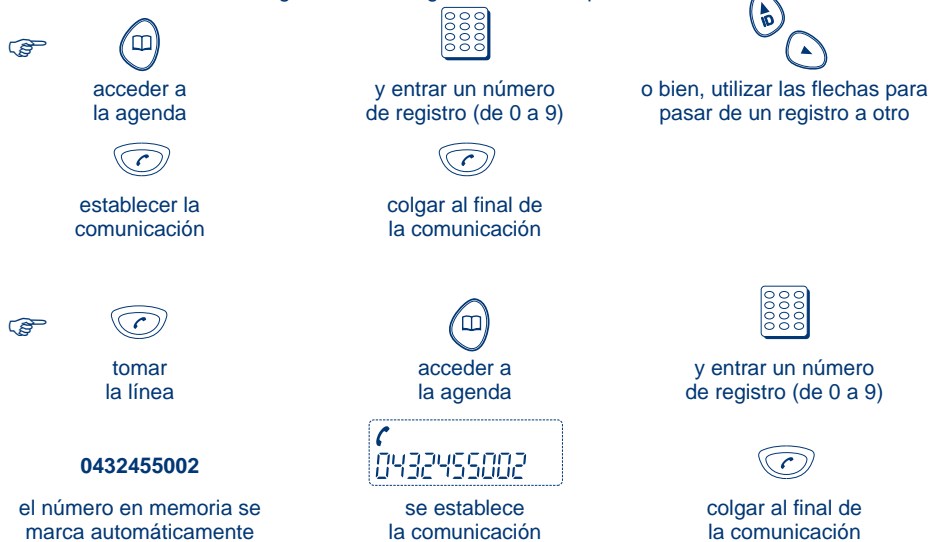 acceder a
la agenda
y entrar un número
de registro (de 0 a 9)
ID
o bien, utilizar las flechas para
pasar de un registro a otro
establecer la
comunicación
colgar al final de
la comunicación
tomar
la línea
acceder a
la agenda
y entrar un número
de registro (de 0 a 9)
0432455002
el número en memoria se
marca automáticamente
0432455002
se establece
la comunicación
colgar al final de
la comunicación